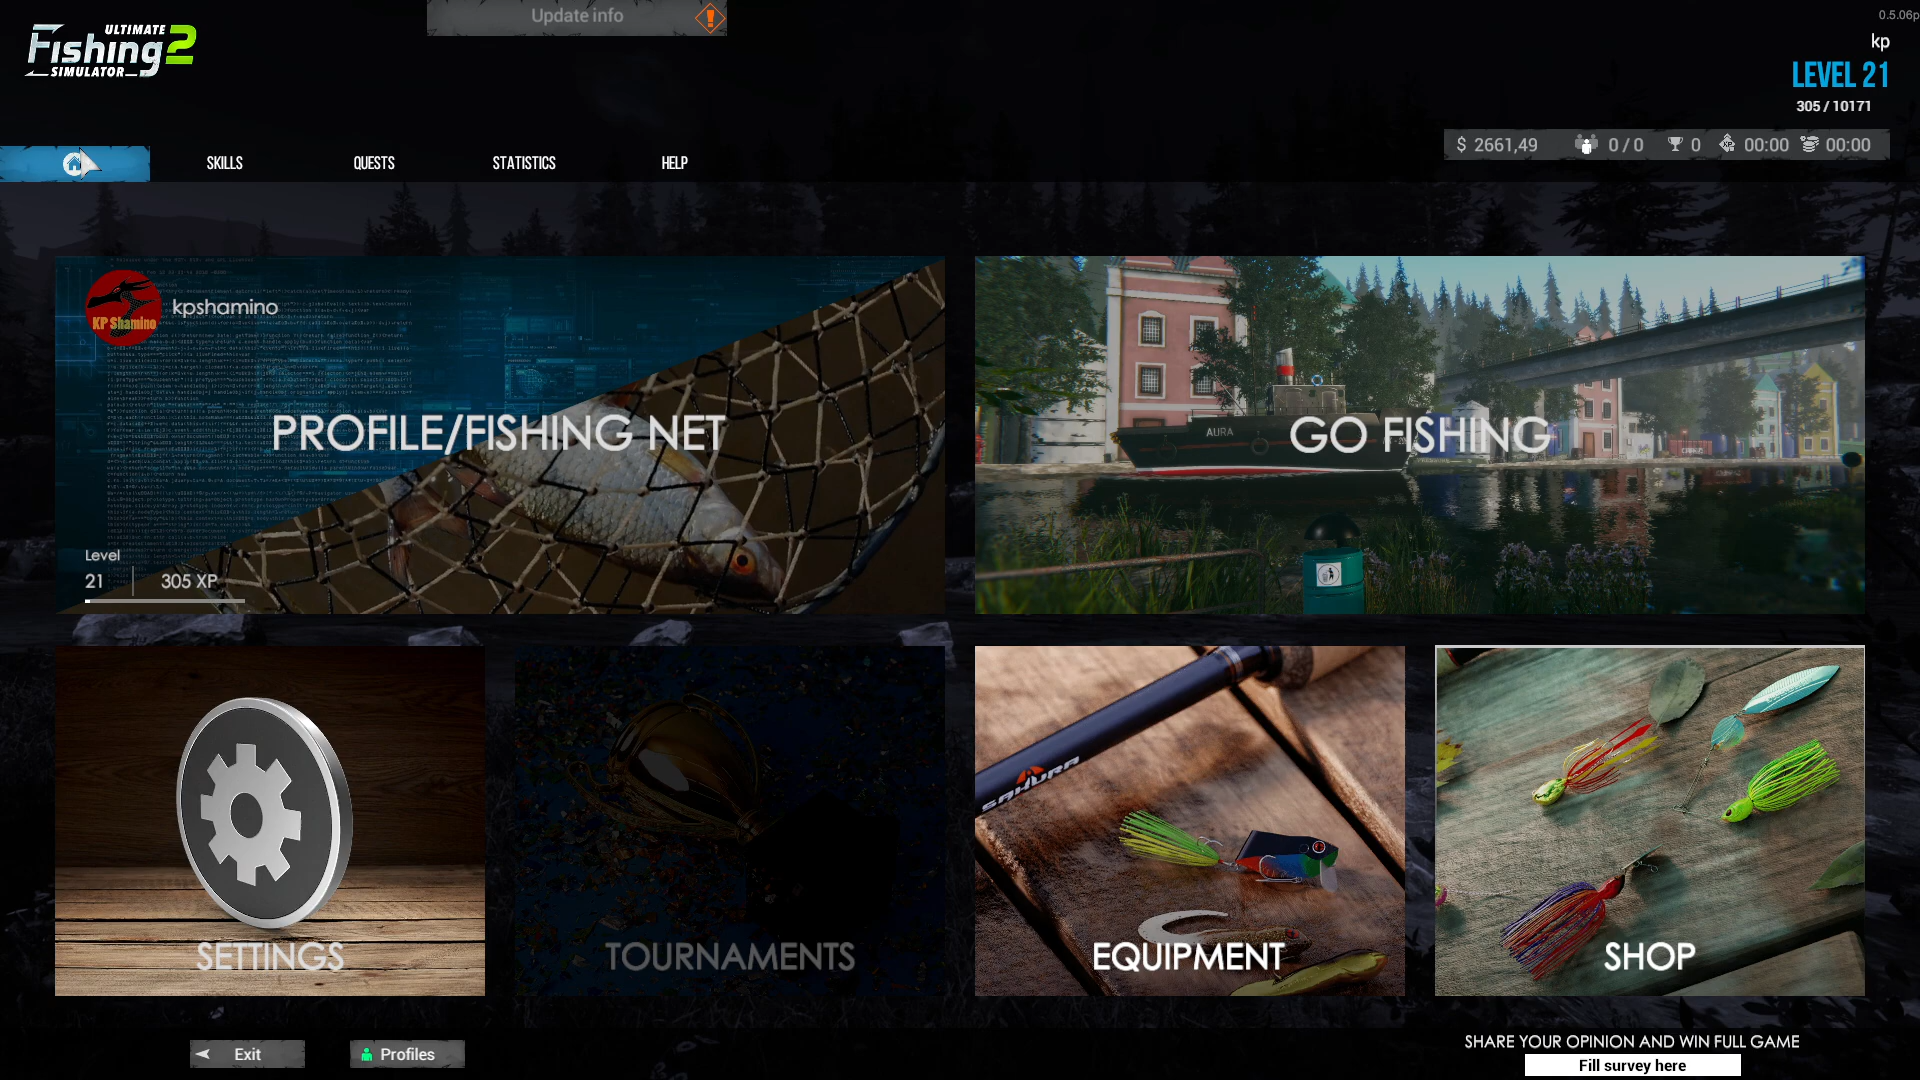 Update info
0.5.06p
ULTIMATE
Fishing 2
SIMULATOR
kp
LEVEL 21
305 / 10171
$ 2661,49 0 / 0 0 XP 00:00 00:00
SKILLS QUESTS STATISTICS HELP
KP Shamino
kpshamino
PROFILE/FISHING NET
Level
21 305 XP
AURA
GO FISHING
SAKURA
SETTINGS
TOURNAMENTS
EQUIPMENT
SHOP
Exit
Profiles
SHARE YOUR OPINION AND WIN FULL GAME
Fill survey here